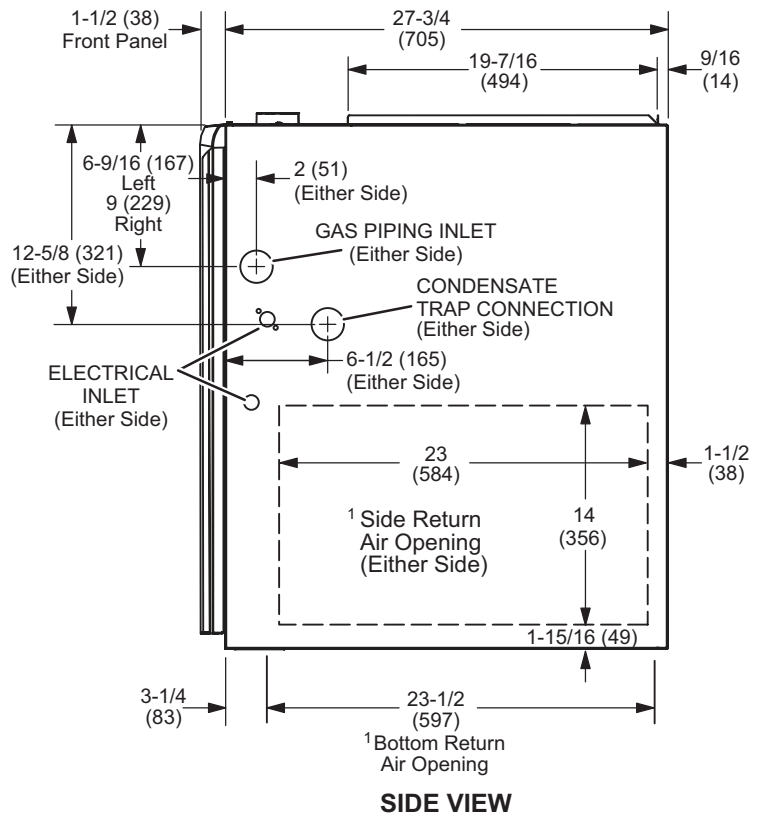 1-1/2 (38)
Front Panel
27-3/4
(705)
19-7/16
(494)
9/16
(14)
6-9/16 (167)
Left
9 (229)
Right
2 (51)
(Either Side)
12-5/8 (321)
(Either Side)
GAS PIPING INLET
(Either Side)
CONDENSATE
TRAP CONNECTION
(Either Side)
6-1/2 (165)
(Either Side)
ELECTRICAL
INLET
(Either Side)
23
(584)
1-1/2
(38)
1 Side Return
Air Opening
(Either Side)
14
(356)
1-15/16 (49)
3-1/4
(83)
23-1/2
(597)
1 Bottom Return
Air Opening
SIDE VIEW